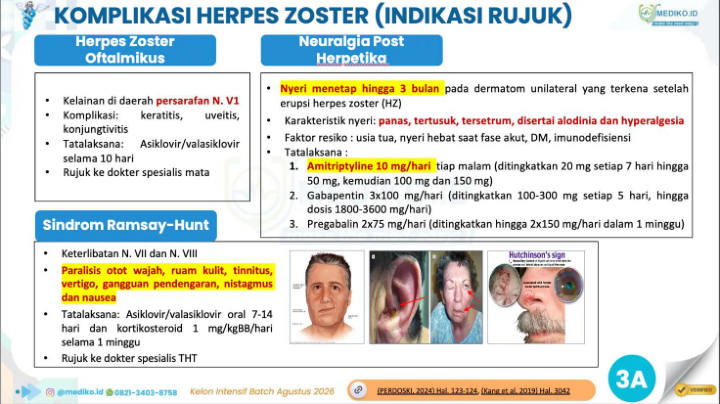 KOMPLIKASI HERPES ZOSTER (INDIKASI RUJUK)
MEDIKO.ID
Herpes Zoster
Oftalmikus
• Kelainan di daerah persarafan N. V1
• Komplikasi: keratitis, uveitis,
konjungtivitis
• Tatalaksana: Asiklovir/valasiklovir
selama 10 hari
• Rujuk ke dokter spesialis mata
Neuralgia Post
Herpetika
• Nyeri menetap hingga 3 bulan pada dermatom unilateral yang terkena setelah
erupsi herpes zoster (HZ)
• Karakteristik nyeri: panas, tertusuk, tersetrum, disertai alodinia dan hyperalgesia
• Faktor resiko : usia tua, nyeri hebat saat fase akut, DM, imunodefisiensi
• Tatalaksana :
1. Amitriptyline 10 mg/hari tiap malam (ditingkatkan 20 mg setiap 7 hari hingga
50 mg, kemudian 100 mg dan 150 mg)
2. Gabapentin 3x100 mg/hari (ditingkatkan 100-300 mg setiap 5 hari, hingga
dosis 1800-3600 mg/hari)
3. Pregabalin 2x75 mg/hari (ditingkatkan hingga 2x150 mg/hari dalam 1 minggu)
Sindrom Ramsay-Hunt
• Keterlibatan N. VII dan N. VIII
• Paralisis otot wajah, ruam kulit, tinnitus,
vertigo, gangguan pendengaran, nistagmus
dan nausea
• Tatalaksana: Asiklovir/valasiklovir oral 7-14
hari dan kortikosteroid 1 mg/kgBB/hari
selama 1 minggu
• Rujuk ke dokter spesialis THT
Hutchinson's sign
3A
@mediko.id 0821-3403-8758
Kelon Intensif Batch Agustus 2026
(PERDOSKI, 2024) Hal. 123-124, (Kang et al, 2019) Hal. 3042
VERIFIED